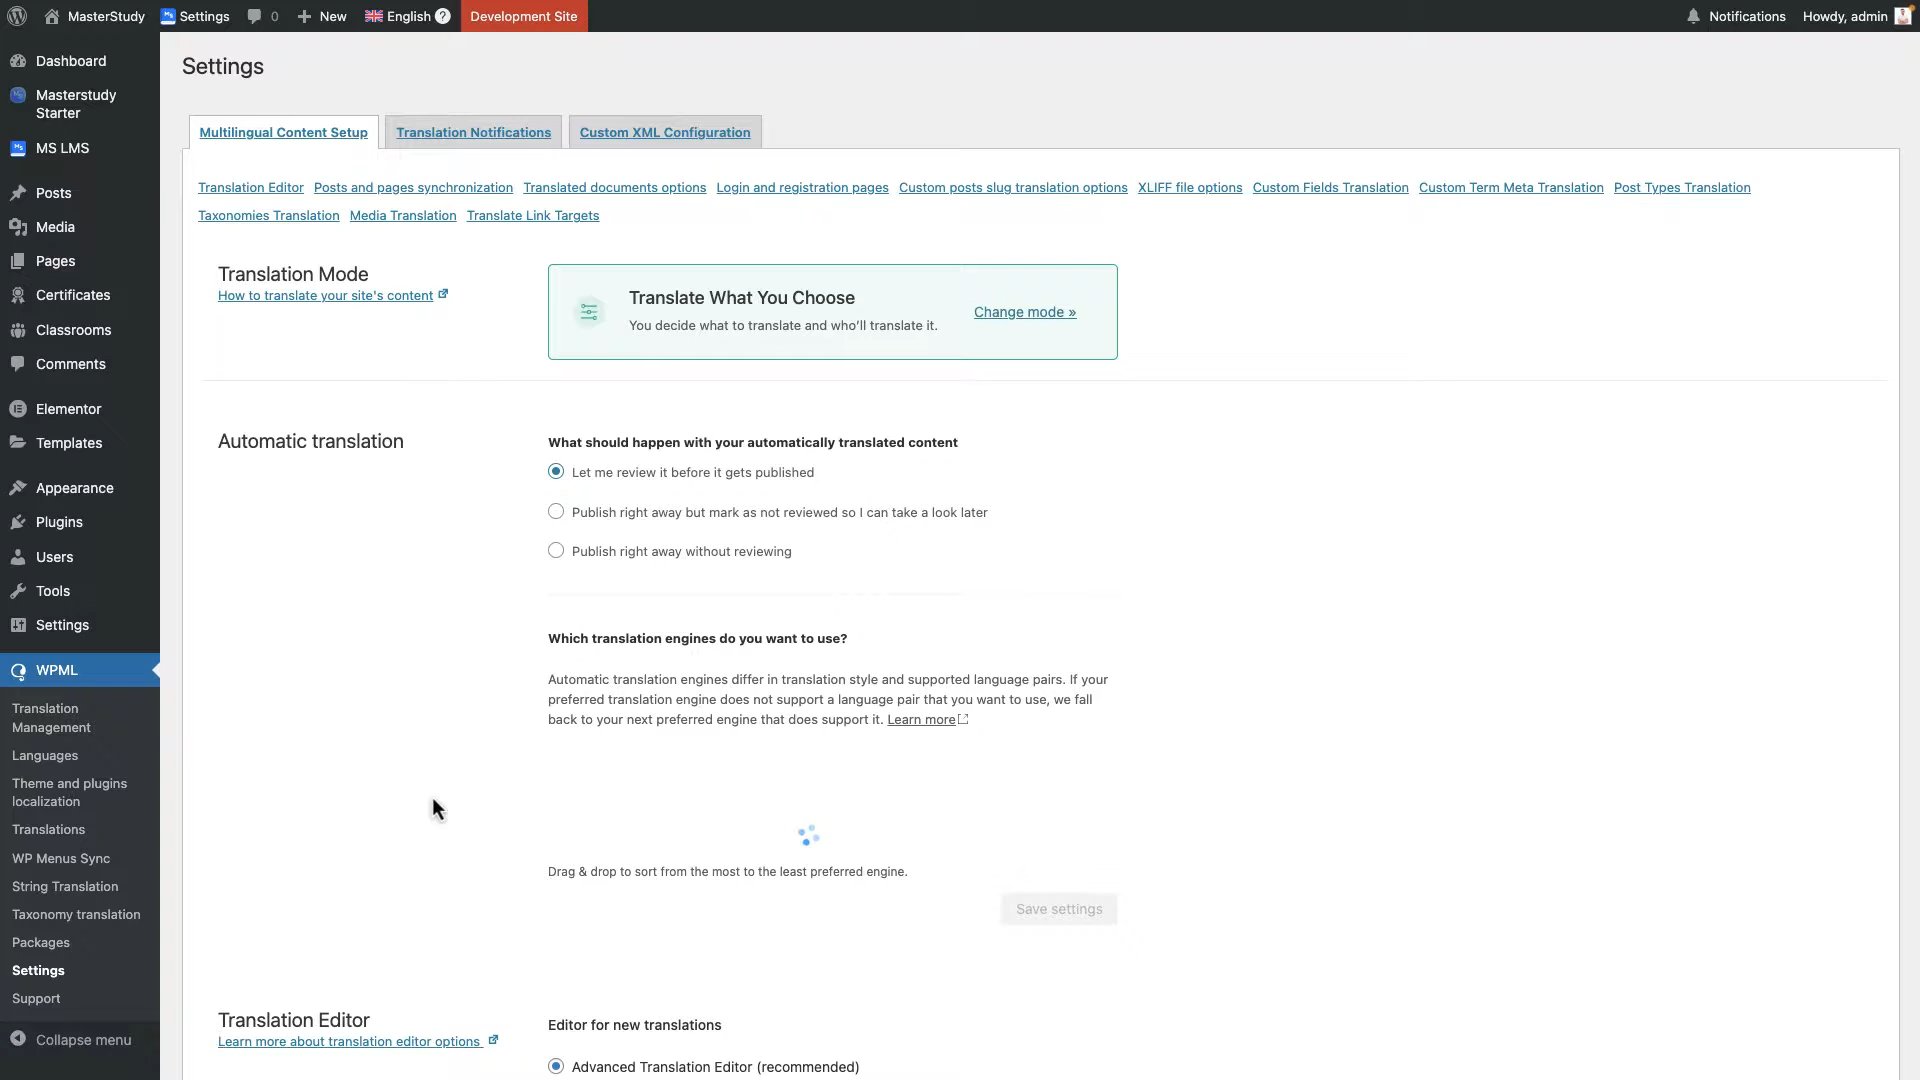 MasterStudy
Settings
0
New
English
?
Development Site
Notifications
Howdy, admin
Dashboard
Masterstudy
Starter
MS LMS
Posts
Media
Pages
Certificates
Classrooms
Comments
Elementor
Templates
Appearance
Plugins
Users
Tools
Settings
WPML
Translation
Management
Languages
Theme and plugins
localization
Translations
WP Menus Sync
String Translation
Taxonomy translation
Packages
Settings
Support
Collapse menu
Settings
Multilingual Content Setup
Translation Notifications
Custom XML Configuration
Translation Editor Posts and pages synchronization Translated documents options Login and registration pages Custom posts slug translation options XLIFF file options Custom Fields Translation Custom Term Meta Translation Post Types Translation
Taxonomies Translation Media Translation Translate Link Targets
Translation Mode
How to translate your site's content
Translate What You Choose
You decide what to translate and who'll translate it.
Change mode »
Automatic translation
What should happen with your automatically translated content
Let me review it before it gets published
Publish right away but mark as not reviewed so I can take a look later
Publish right away without reviewing
Which translation engines do you want to use?
Automatic translation engines differ in translation style and supported language pairs. If your
preferred translation engine does not support a language pair that you want to use, we fall
back to your next preferred engine that does support it. Learn more
Drag & drop to sort from the most to the least preferred engine.
Save settings
Translation Editor
Learn more about translation editor options
Editor for new translations
Advanced Translation Editor (recommended)